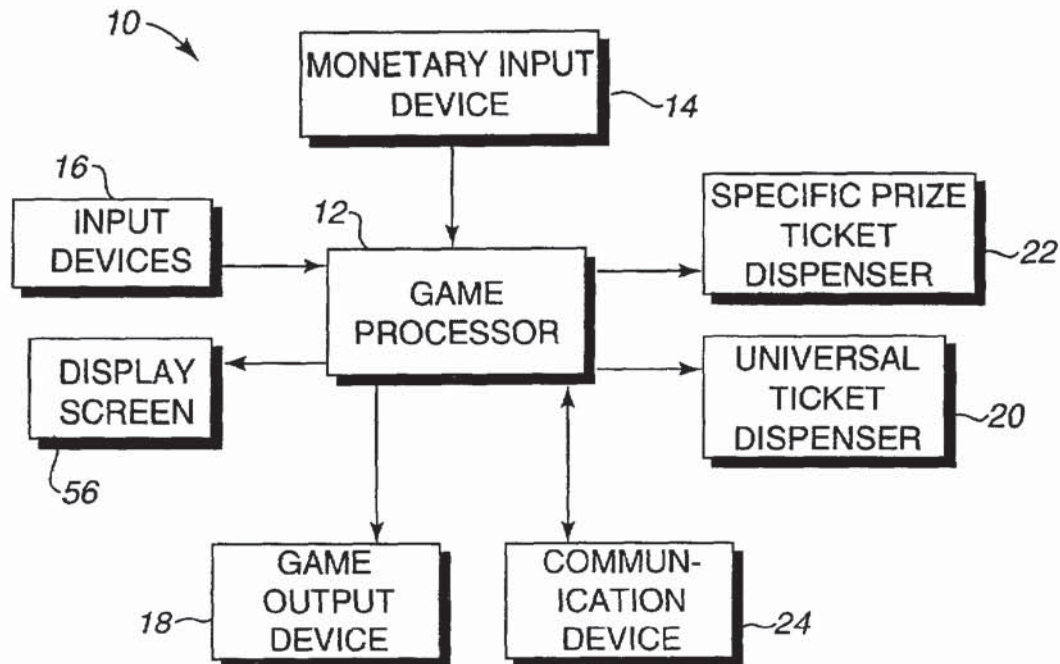 10
MONETARY INPUT
DEVICE
14
16
INPUT
DEVICES
12
GAME
PROCESSOR
SPECIFIC PRIZE
TICKET
DISPENSER
22
DISPLAY
SCREEN
56
UNIVERSAL
TICKET
DISPENSER
20
GAME
OUTPUT
DEVICE
18
COMMUN-
ICATION
DEVICE
24